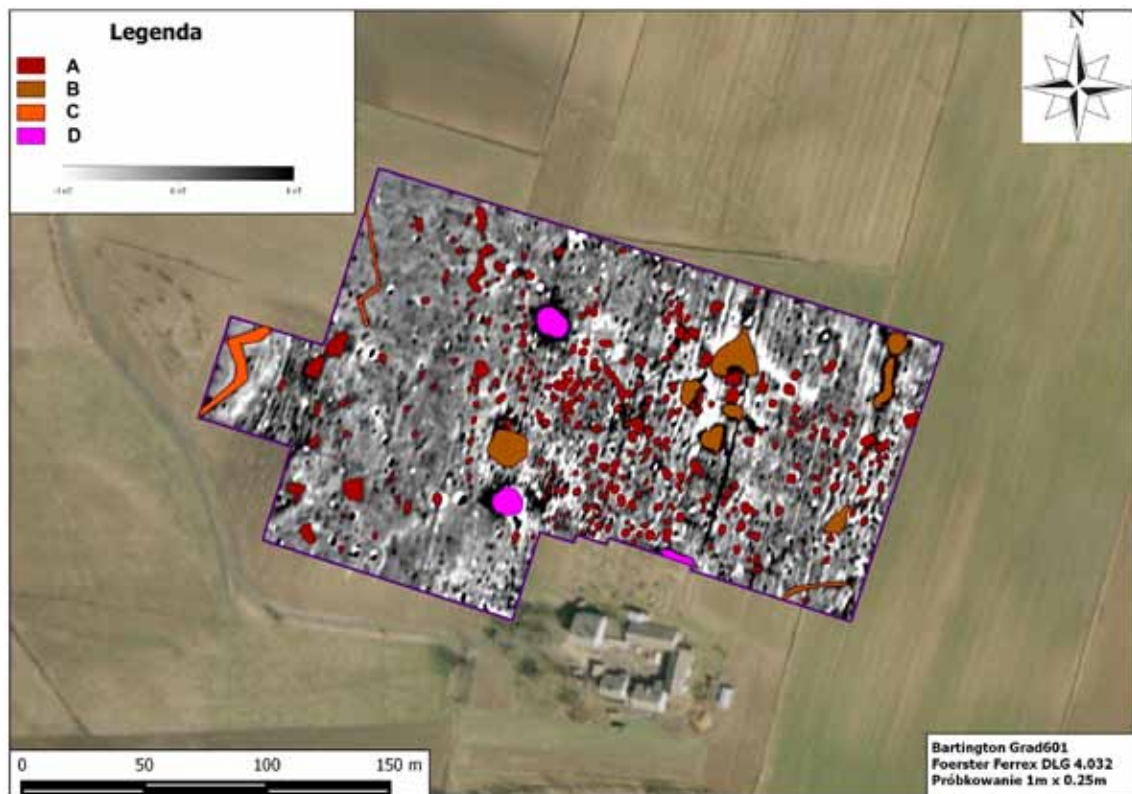 Legenda
A
B
C
D
N
0 50 100 150 m
Bartington Grad601
Foerster Ferrex DLG 4.032
Próbkowanie 1m x 0.25m